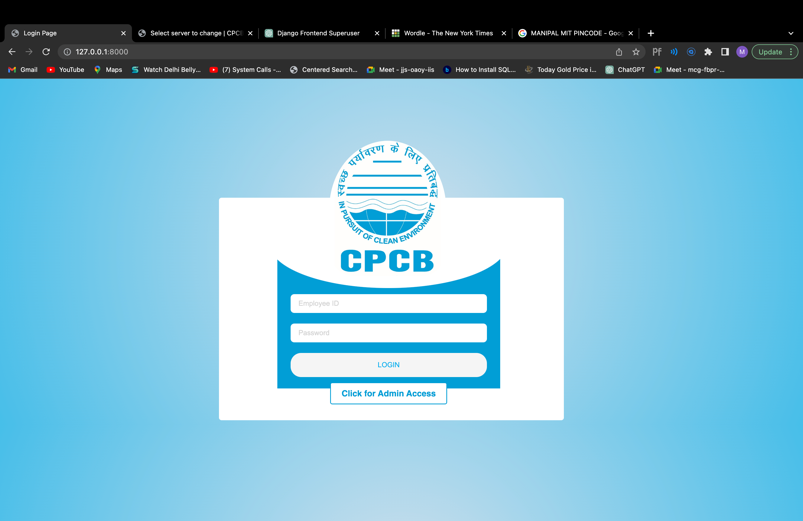 Login Page
Select server to change | CPCB
Django Frontend Superuser
Wordle - The New York Times
MANIPAL MIT PINCODE - Goo
127.0.0.1:8000
M
Update
Gmail
YouTube
Maps
Watch Delhi Belly...
(7) System Calls -...
Centered Search...
Meet - jjs-oaoy-iis
How to Install SQL...
Today Gold Price i...
ChatGPT
Meet - mcg-fbpr-...
स्वच्छ पर्यावरण के लिए प्रतिबद्ध
IN PURSUIT OF CLEAN ENVIRONMENT
CPCB
Employee ID
Password
LOGIN
Click for Admin Access